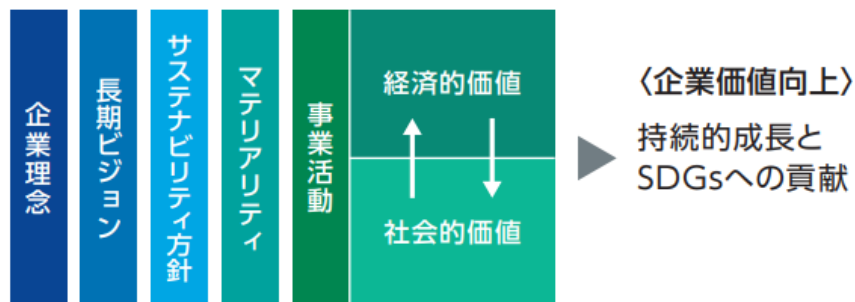 企業理念
長期ビジョン
サステナビリティ方針
マテリアリティ
事業活動
経済的価値
社会的価値
〈企業価値向上〉
持続的成長と
SDGsへの貢献